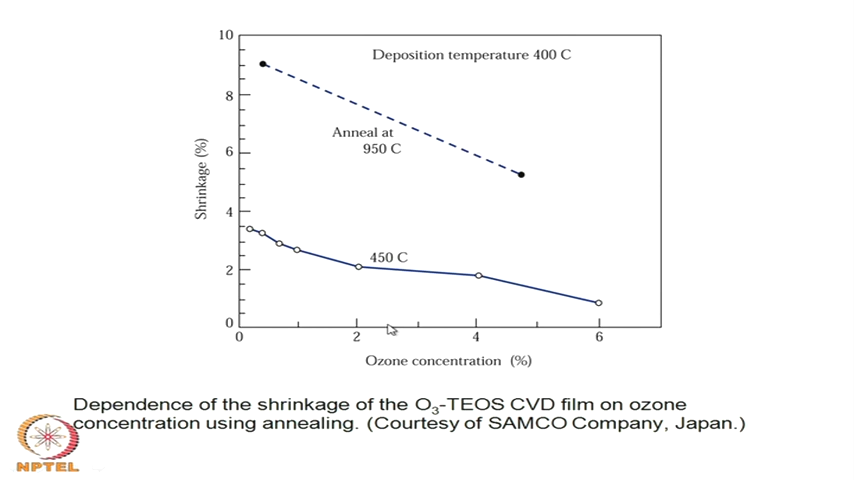 10
Deposition temperature 400 C
8
Anneal at
950 C
6
Shrinkage (%)
4
450 C
2
0
0 2 4 6
Ozone concentration (%)
Dependence of the shrinkage of the O3-TEOS CVD film on ozone
concentration using annealing. (Courtesy of SAMCO Company, Japan.)
NPTEL